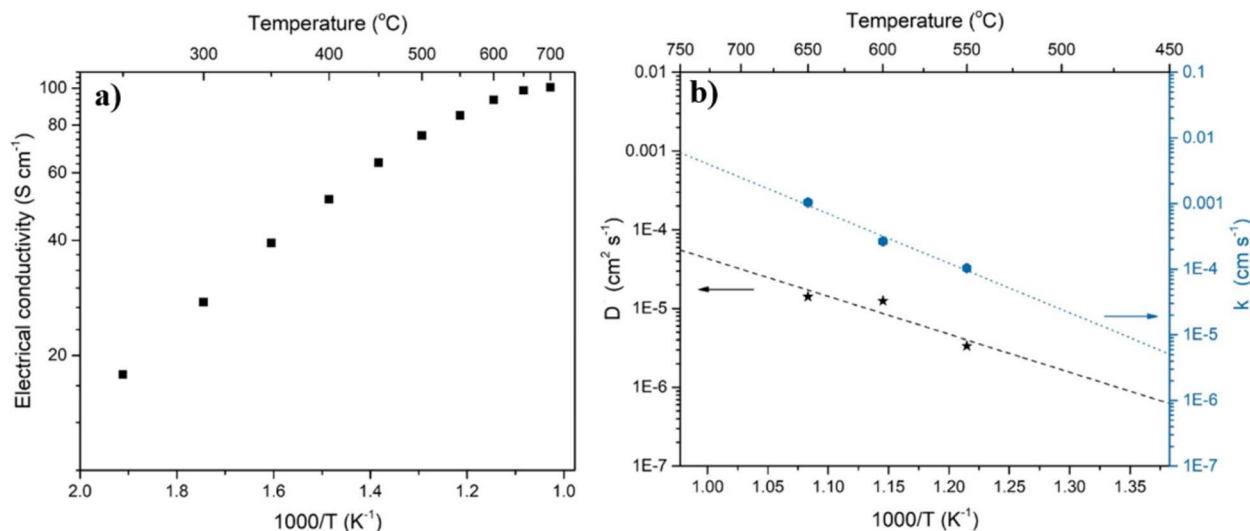 Temperature (°C)
300 400 500 600 700
a)
100
80
60
40
20
Electrical conductivity (S cm⁻¹)
2.0 1.8 1.6 1.4 1.2 1.0
1000/T (K⁻¹)
Temperature (°C)
750 700 650 600 550 500 450
b)
0.01
0.001
1E-4
1E-5
1E-6
1E-7
D (cm² s⁻¹)
0.1
0.01
0.001
1E-4
1E-5
1E-6
1E-7
k (cm s⁻¹)
1.00 1.05 1.10 1.15 1.20 1.25 1.30 1.35
1000/T (K⁻¹)